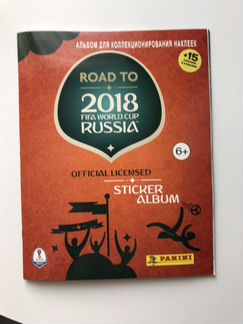 АЛЬБОМ ДЛЯ КОЛЛЕКЦИОНИРОВАНИЯ НАКЛЕЕК
+15
ROAD TO
2018
FIFA WORLD CUP
RUSSIA
6+
OFFICIAL LICENSED
STICKER
ALBUM
PANINI